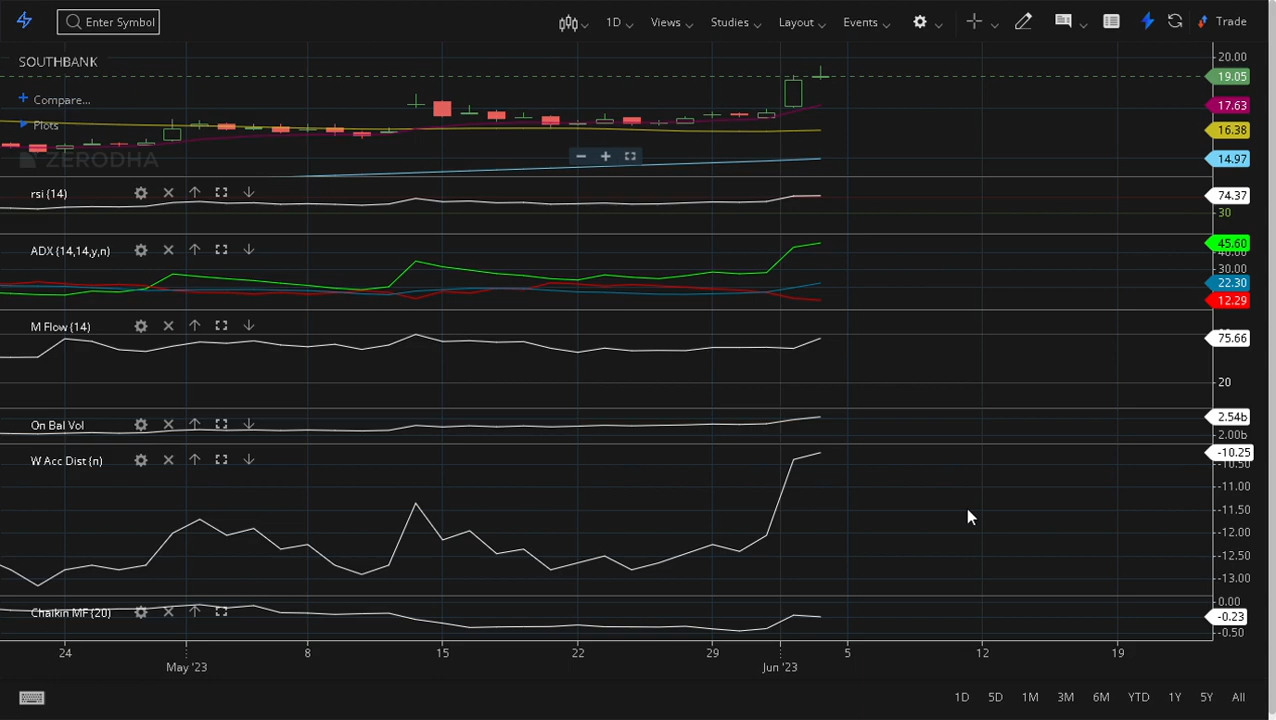 Enter Symbol
1D
Views
Studies
Layout
Events
Trade
SOUTHBANK
Compare...
Plots
ZERODHA
20.00
19.05
17.63
16.38
14.97
rsi (14)
74.37
30
ADX (14,14,y,n)
45.60
40.00
30.00
22.30
12.29
M Flow (14)
75.66
20
On Bal Vol
2.54b
2.00b
W Acc Dist (n)
-10.25
-10.50
-11.00
-11.50
-12.00
-12.50
-13.00
Chaikin MF (20)
0.00
-0.23
-0.50
24 8 15 22 29 5 12 19
May '23 Jun '23
1D 5D 1M 3M 6M YTD 1Y 5Y All